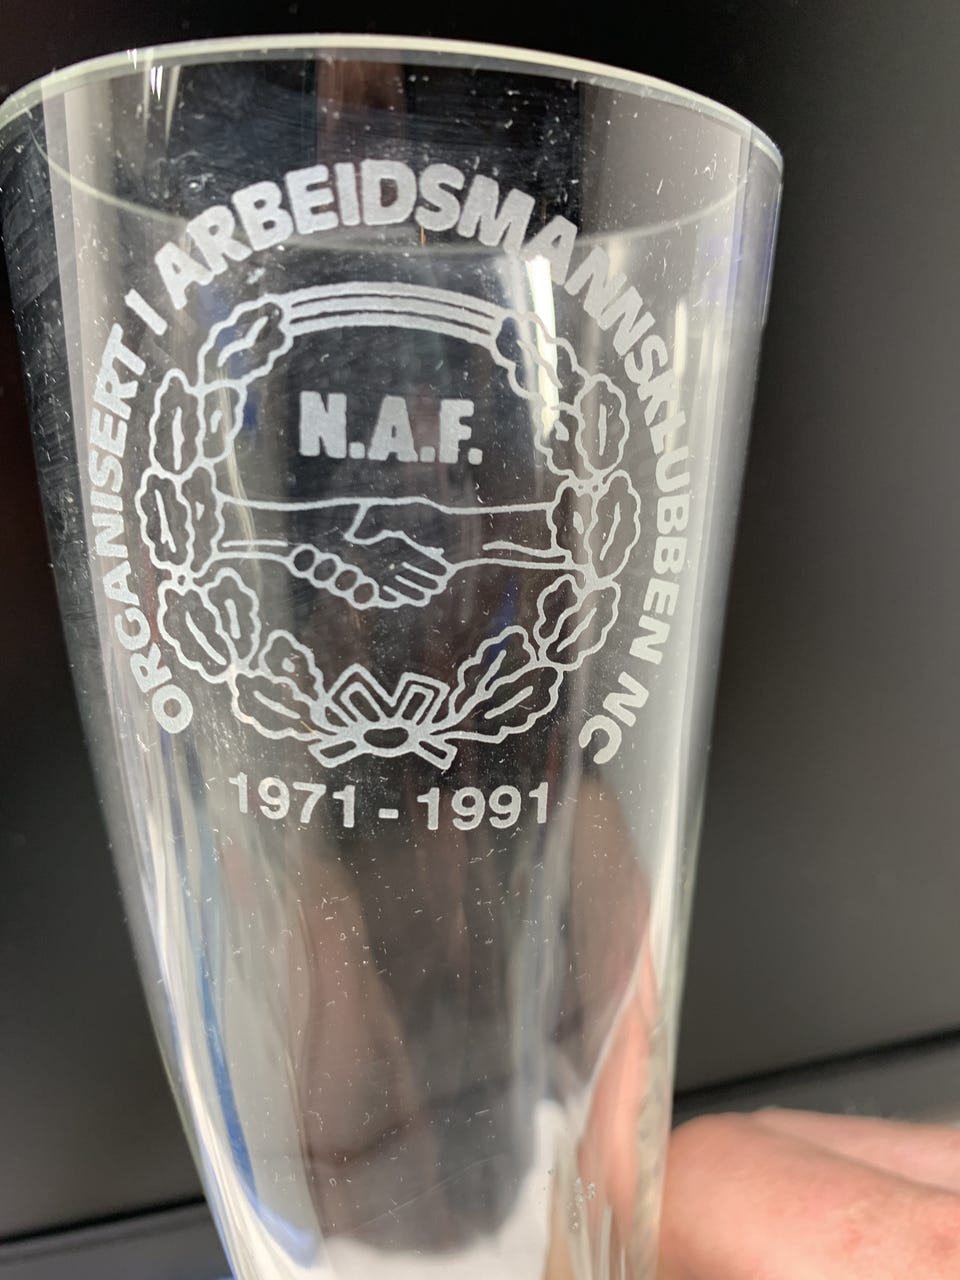 ORGANISERT I ARBEIDSMANNSKLUBBEN NC
N.A.F.
1971 - 1991